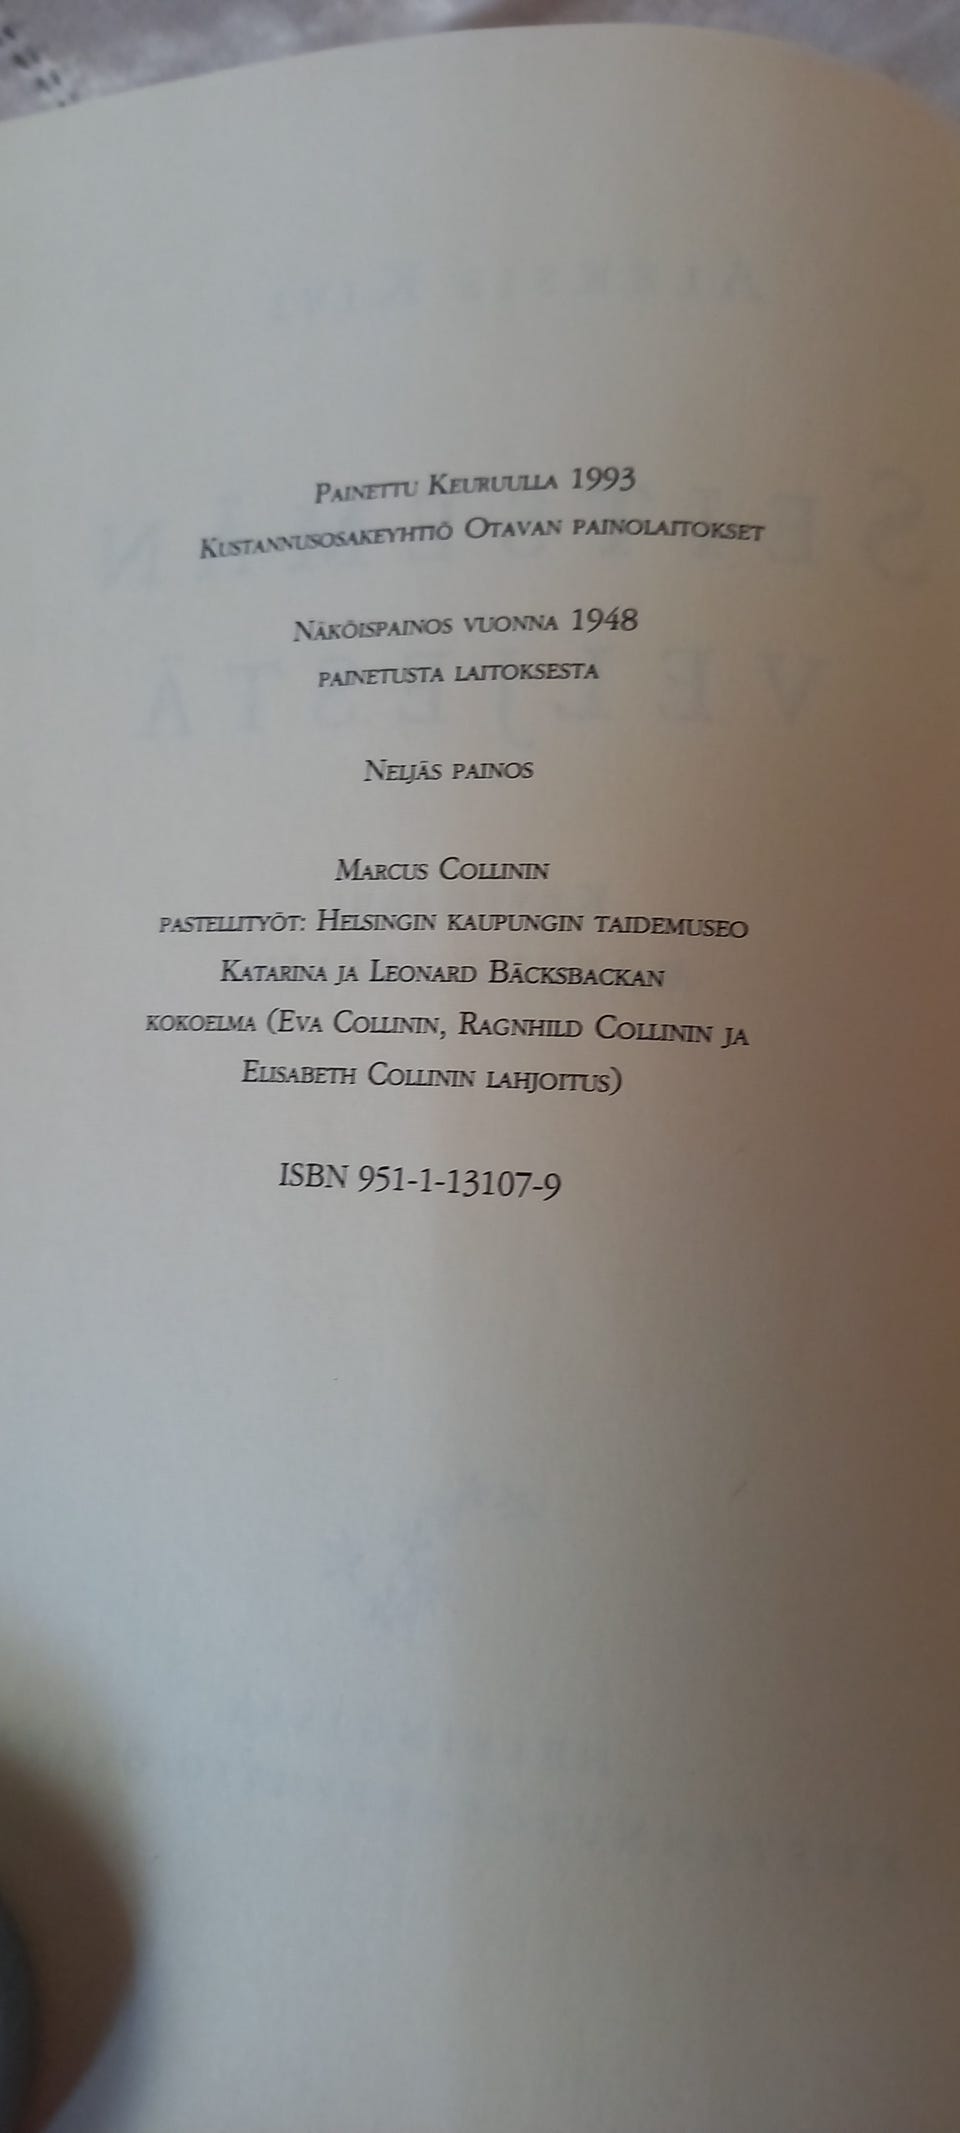 Painettu Keuruulla 1993
Kustannusosakeyhtiö Otavan painolaitokset
Näköispainos vuonna 1948
painetusta laitoksesta
Neljäs painos
Marcus Collinin
pastellityöt: Helsingin kaupungin taidemuseo
Katarina ja Leonard Bäcksbackan
kokoelma (Eva Collinin, Ragnhild Collinin ja
Elisabeth Collinin lahjoitus)
ISBN 951-1-13107-9